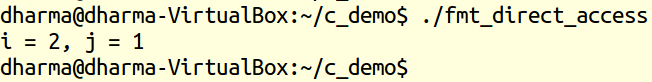 dharma@dharma-VirtualBox:~/c_demo$ ./fmt_direct_access
i = 2, j = 1
dharma@dharma-VirtualBox:~/c_demo$